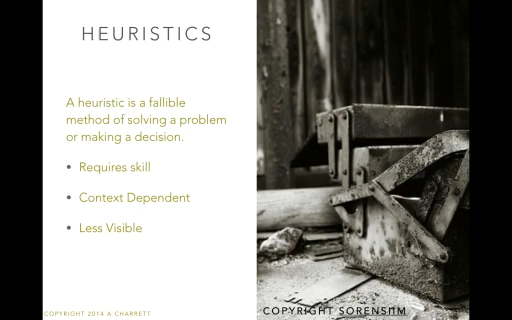 HEURISTICS
A heuristic is a fallible
method of solving a problem
or making a decision.
• Requires skill
• Context Dependent
• Less Visible
COPYRIGHT 2014 A CHARRETT
COPYRIGHT